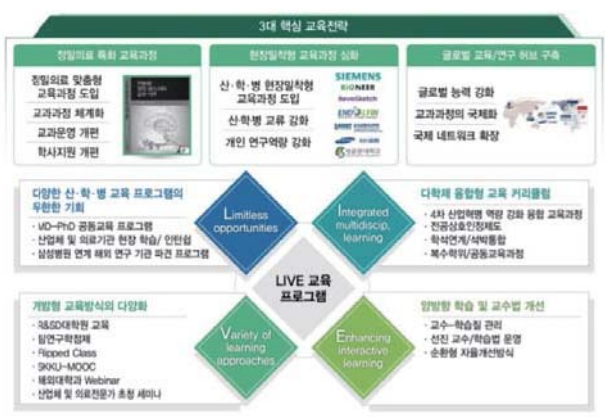 3대 핵심 교육전략
정밀의료 특화 교육과정
정밀의료 맞춤형
교육과정 도입
교과과정 체계화
교과운영 개편
학사지원 개편
현장밀착형 교육과정 심화
산·학·병 현장밀착형
교육과정 도입
산·학·병 교류 강화
개인 연구역량 강화
SIEMENS
BIONEER
글로벌 교육/연구 허브 구축
글로벌 능력 강화
교과과정의 국제화
국제 네트워크 확장
다양한 산·학·병 교육 프로그램의
무한한 기회
· MD-PhD 공동교육 프로그램
· 산업체 및 의료기관 현장 학습/ 인턴쉽
· 삼성병원 연계 해외 연구 기관 파견 프로그램
Limitless
opportunities
Integrated
multidiscip.
learning
다학제 융합형 교육 커리큘럼
· 4차 산업혁명 역량 강화 융합 교육과정
· 전공상호인정제도
· 학석연계/석박통합
· 복수학위/공동교육과정
LIVE 교육
프로그램
개방형 교육방식의 다양화
· R&SD대학원 교육
· 팀연구학점제
· Flipped Class
· SKKU-MOOC
· 해외대학과 Webinar
· 산업체 및 의료전문가 초청 세미나
Variety of
learning
approaches
Enhancing
interactive
learning
양방향 학습 및 교수법 개선
· 교수-학습질 관리
· 선진 교수/학습법 운영
· 순환형 자율개선방식